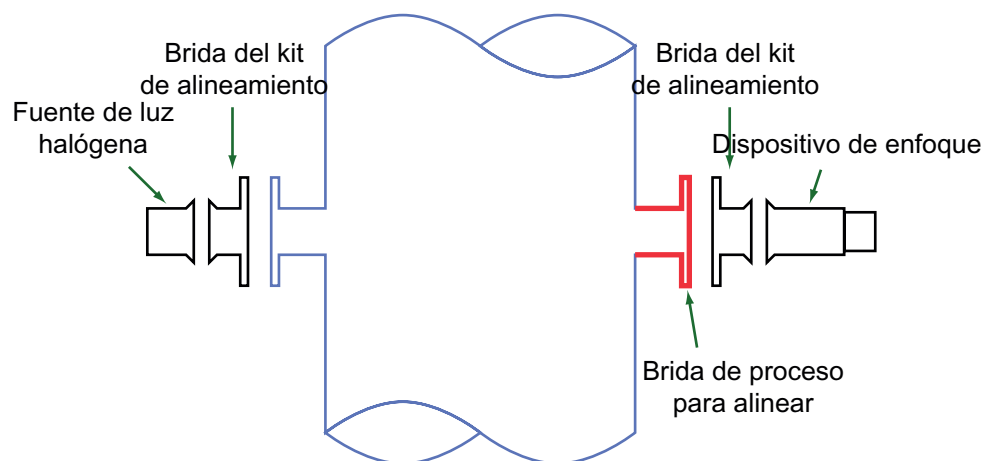 Brida del kit
de alineamiento
Fuente de luz
halógena
Brida del kit
de alineamiento
Dispositivo de enfoque
Brida de proceso
para alinear